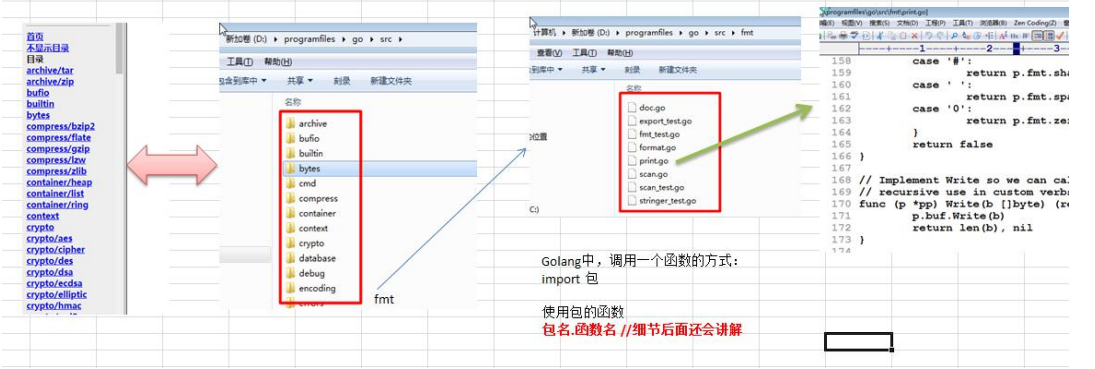 首页
不显示目录
目录
archive/tar
archive/zip
bufio
builtin
bytes
compress/bzip2
compress/flate
compress/gzip
compress/lzw
compress/zlib
container/heap
container/list
container/ring
context
crypto
crypto/aes
crypto/cipher
crypto/des
crypto/dsa
crypto/ecdsa
crypto/elliptic
crypto/hmac
新加卷 (D:) programfiles go src
工具(T) 帮助(H)
包含到库中 共享 刻录 新建文件夹
名称
archive
bufio
builtin
bytes
cmd
compress
container
context
crypto
database
debug
encoding
errors
fmt
计算机 新加卷 (D:) programfiles go src fmt
查看(V) 工具(T) 帮助(H)
到库中 共享 刻录 新建文件夹
名称
doc.go
export_test.go
fmt_test.go
format.go
print.go
scan.go
scan_test.go
stringer_test.go
位置
C:)
Golang中，调用一个函数的方式：
import 包
使用包的函数
包名.函数名 //细节后面还会讲解
programfiles\go\src\fmt\print.go]
视图(V) 搜索(S) 文档(D) 工程(P) 工具(T) 浏览器(B) Zen Coding(Z)
1 2 3
158 case '#':
159 return p.fmt.sha
160 case ' ':
161 return p.fmt.spa
162 case '0':
163 return p.fmt.zer
164 }
165 return false
166 }
167
168 // Implement Write so we can cal
169 // recursive use in custom verbs
170 func (p *pp) Write(b []byte) (re
171 p.buf.Write(b)
172 return len(b), nil
173 }
174